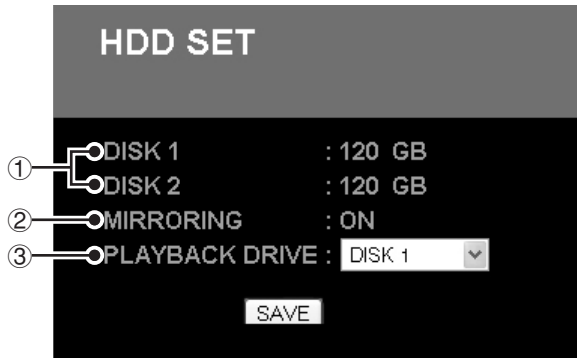 HDD SET
① DISK 1 : 120 GB
DISK 2 : 120 GB
② MIRRORING : ON
③ PLAYBACK DRIVE : DISK 1
SAVE